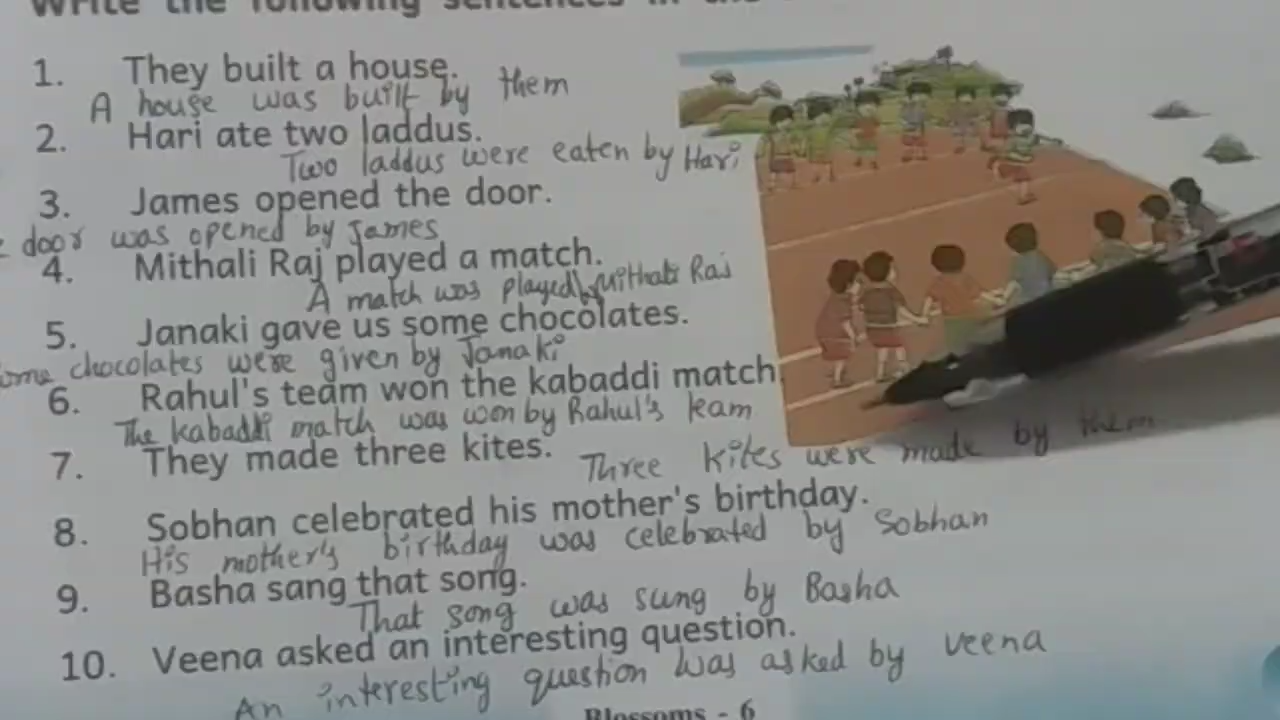 Write the following sentences in the
1. They built a house.
A house was built by them
2. Hari ate two laddus.
Two laddus were eaten by Hari
3. James opened the door.
door was opened by James
4. Mithali Raj played a match.
A match was played by Mithali Raj
5. Janaki gave us some chocolates.
chocolates were given by Janaki
6. Rahul's team won the kabaddi match
The kabaddi match was won by Rahul's team
7. They made three kites.
Three kites were made by them
8. Sobhan celebrated his mother's birthday.
His mother's birthday was celebrated by Sobhan
9. Basha sang that song.
That song was sung by Basha
10. Veena asked an interesting question.
An interesting question was asked by veena
Blossoms - 6